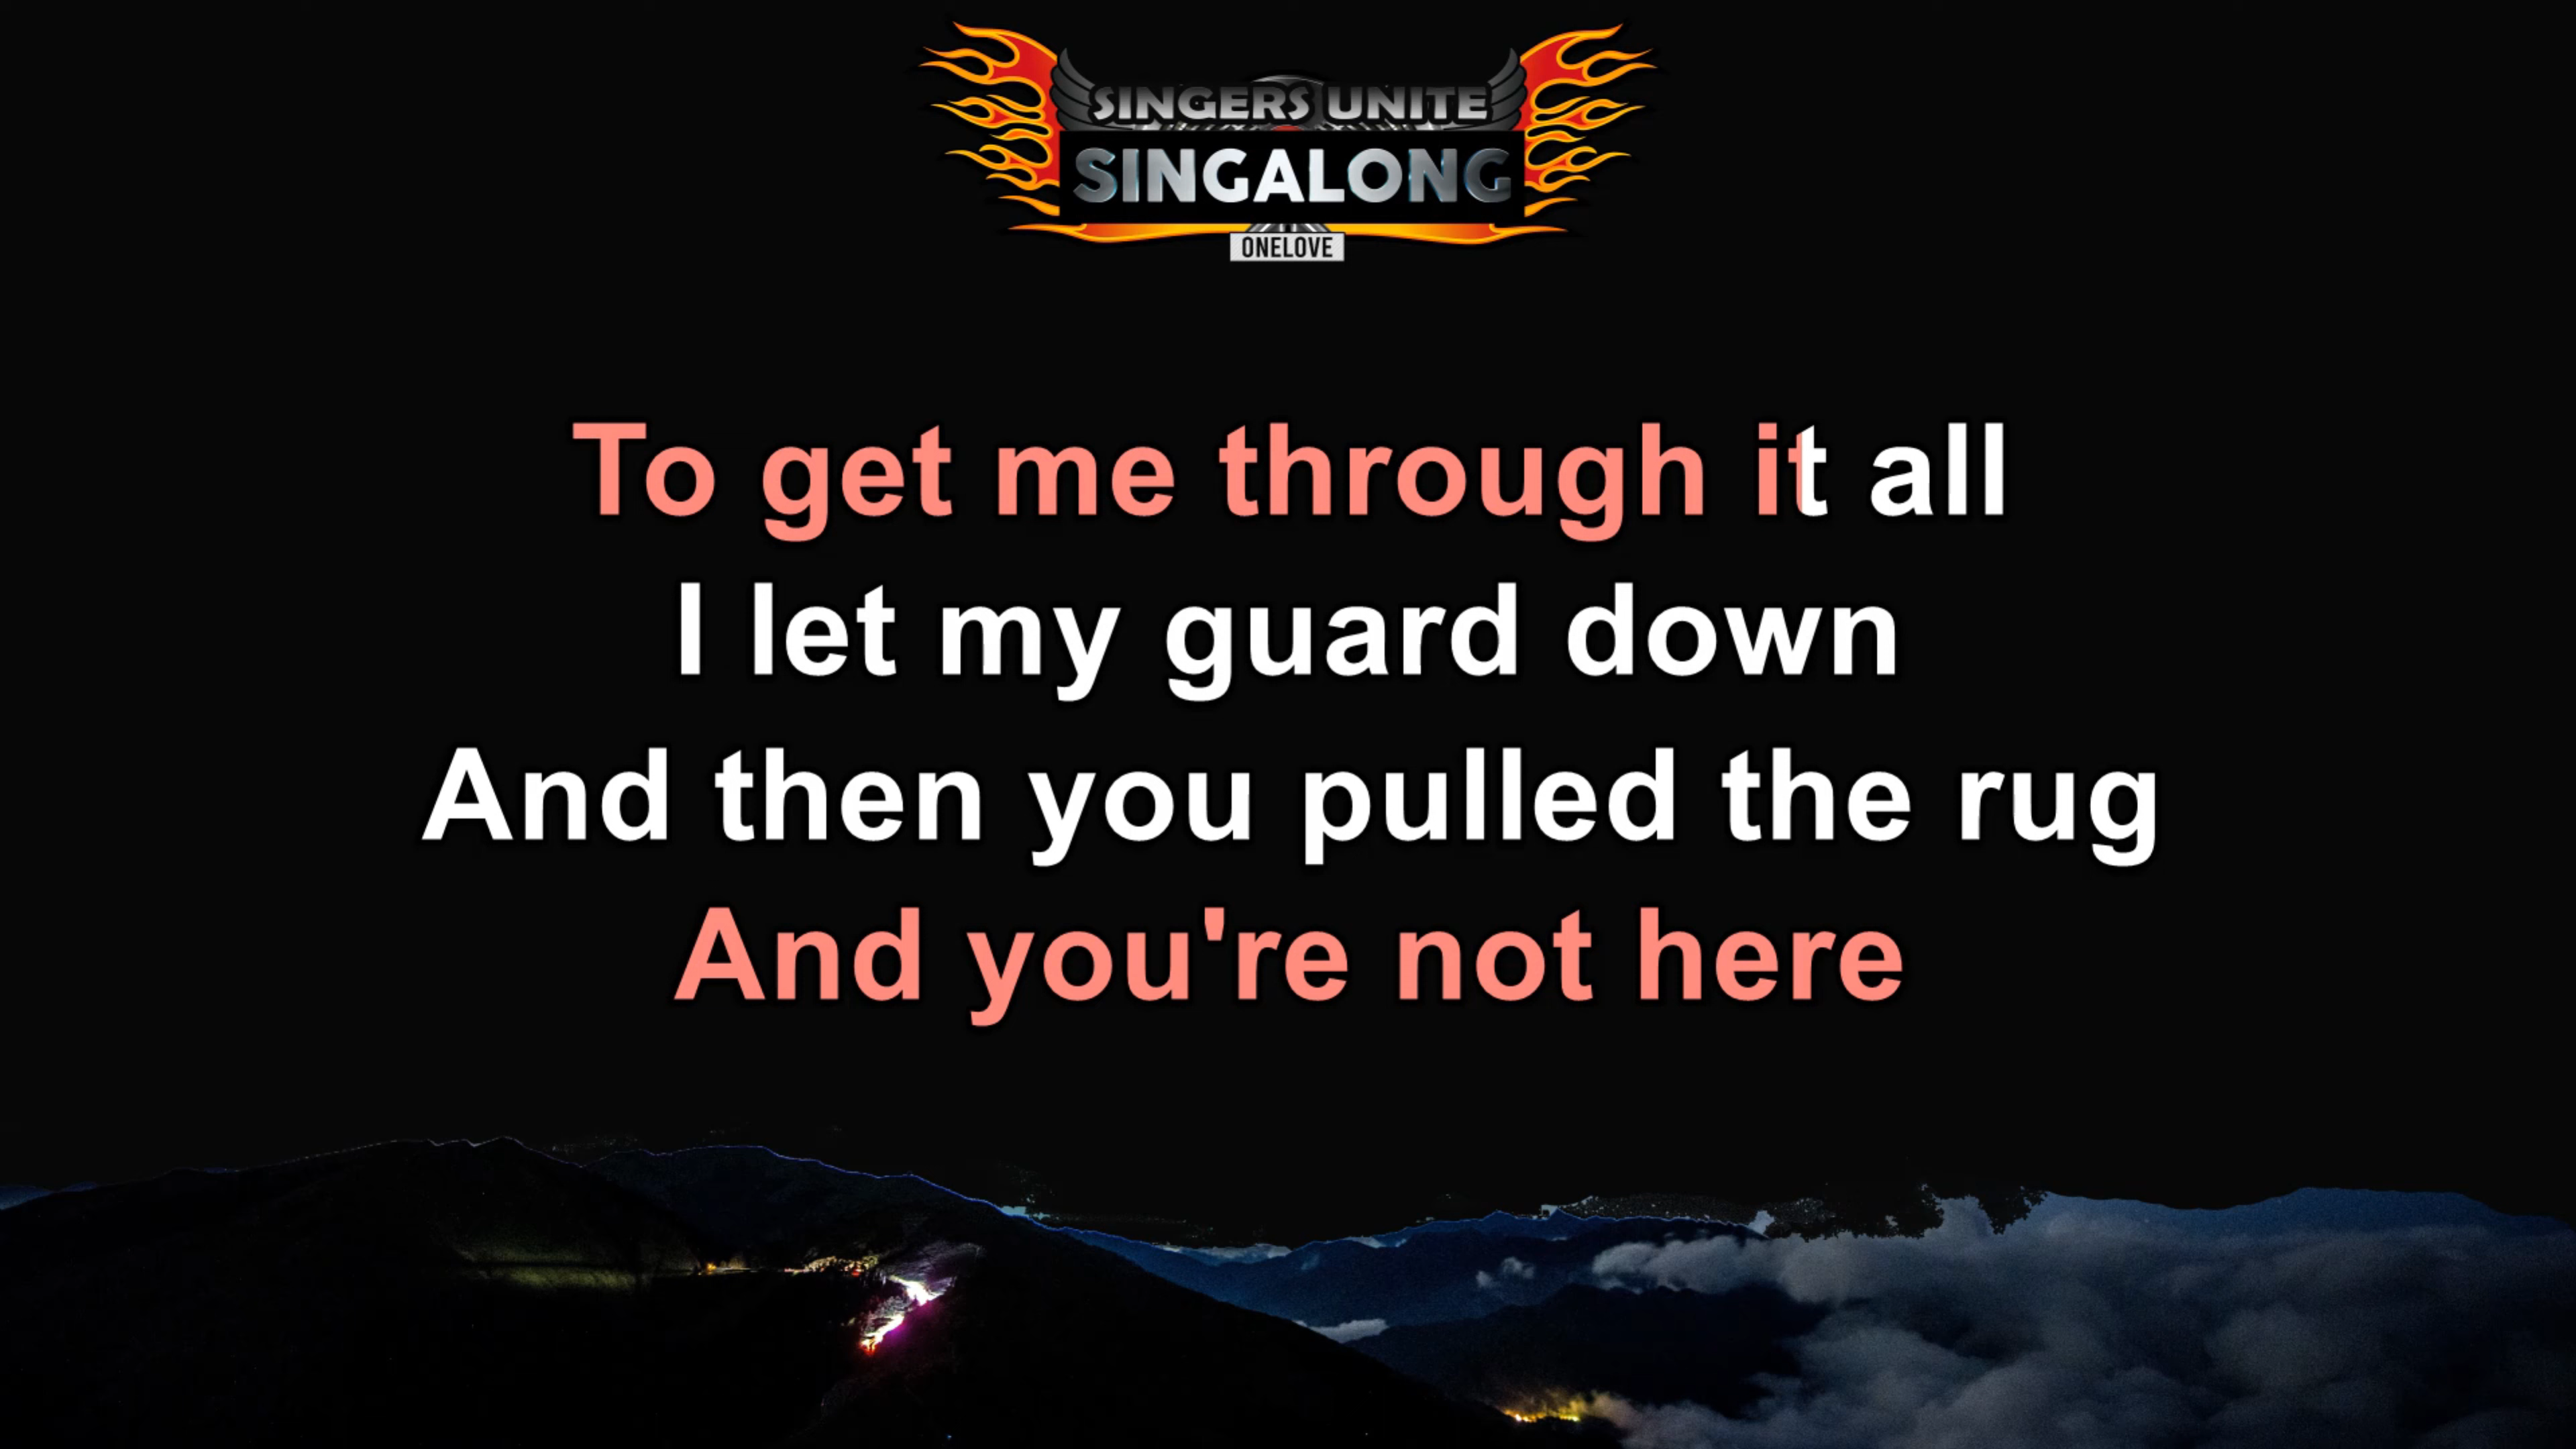 SINGERS UNITE
SINGALONG
ONELOVE
To get me through it all
I let my guard down
And then you pulled the rug
And you're not here